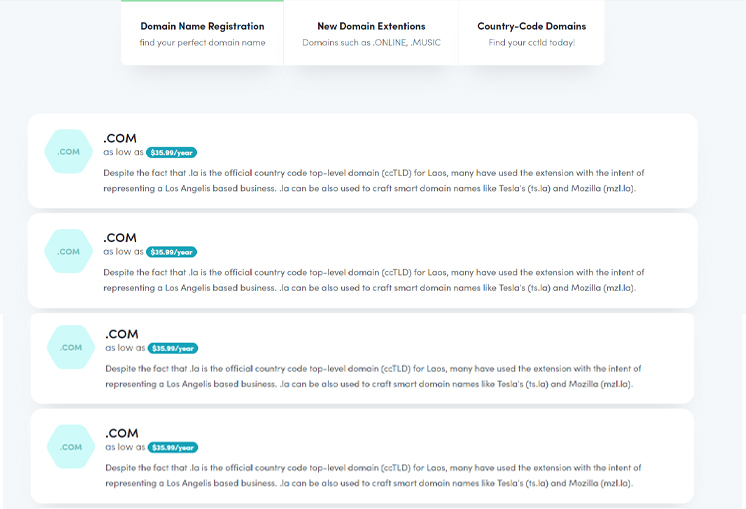 Domain Name Registration
find your perfect domain name
New Domain Extentions
Domains such as .ONLINE, .MUSIC
Country-Code Domains
Find your cctld today!
.COM
.COM
as low as $35.99/year
Despite the fact that .la is the official country code top-level domain (ccTLD) for Laos, many have used the extension with the intent of
representing a Los Angelis based business. .la can be also used to craft smart domain names like Tesla's (ts.la) and Mozilla (mzl.la).
.COM
.COM
as low as $35.99/year
Despite the fact that .la is the official country code top-level domain (ccTLD) for Laos, many have used the extension with the intent of
representing a Los Angelis based business. .la can be also used to craft smart domain names like Tesla's (ts.la) and Mozilla (mzl.la).
.COM
.COM
as low as $35.99/year
Despite the fact that .la is the official country code top-level domain (ccTLD) for Laos, many have used the extension with the intent of
representing a Los Angelis based business. .la can be also used to craft smart domain names like Tesla's (ts.la) and Mozilla (mzl.la).
.COM
.COM
as low as $35.99/year
Despite the fact that .la is the official country code top-level domain (ccTLD) for Laos, many have used the extension with the intent of
representing a Los Angelis based business. .la can be also used to craft smart domain names like Tesla's (ts.la) and Mozilla (mzl.la).